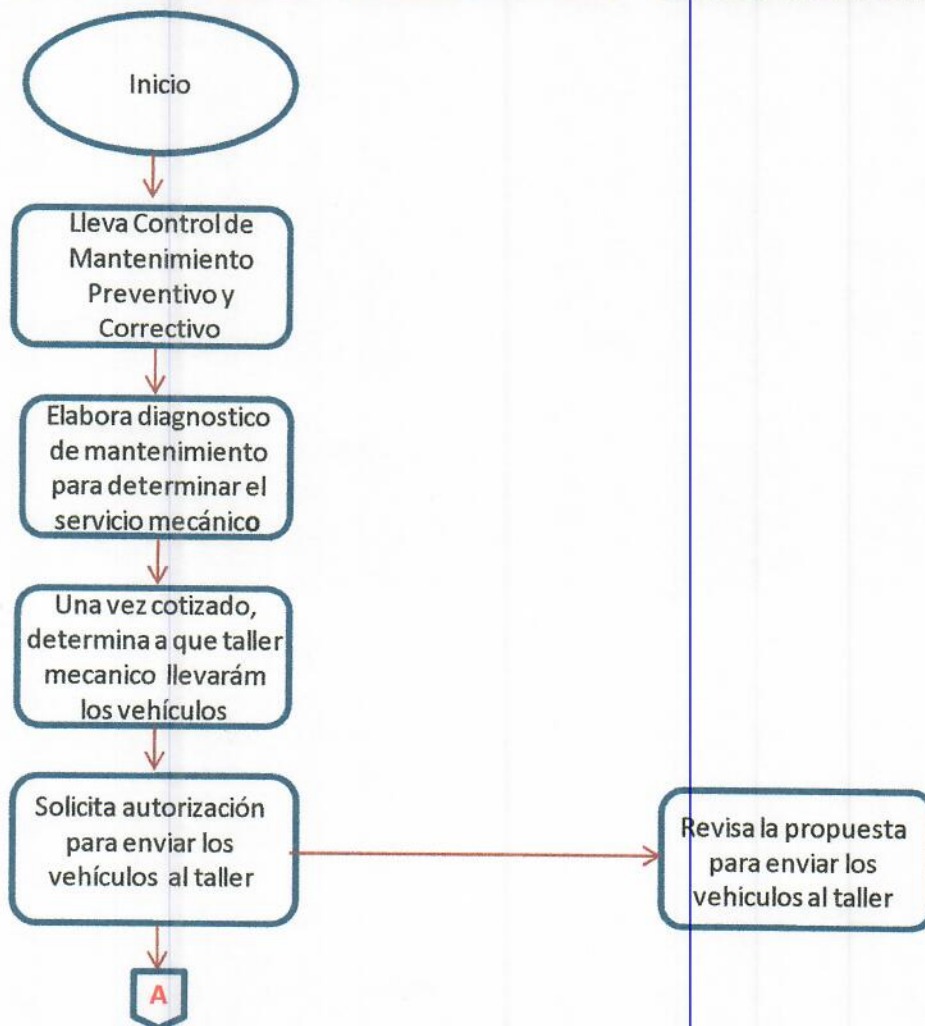 Inicio
Lleva Control de
Mantenimiento
Preventivo y
Correctivo
Elabora diagnostico
de mantenimiento
para determinar el
servicio mecánico
Una vez cotizado,
determina a que taller
mecanico llevarám
los vehículos
Solicita autorización
para enviar los
vehículos al taller
Revisa la propuesta
para enviar los
vehiculos al taller
A